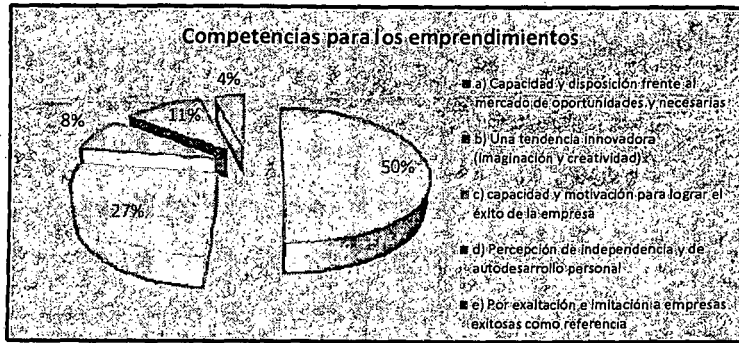 Competencias para los emprendimientos
4%
11%
8%
50%
27%
a) Capacidad y disposición frente al
mercado de oportunidades y necesarias
b) Una tendencia innovadora
(imaginación y creatividad)
c) capacidad y motivación para lograr el
éxito de la empresa
d) Percepción de independencia y de
autodesarrollo personal
e) Por exaltación e imitación a empresas
exitosas como referencia